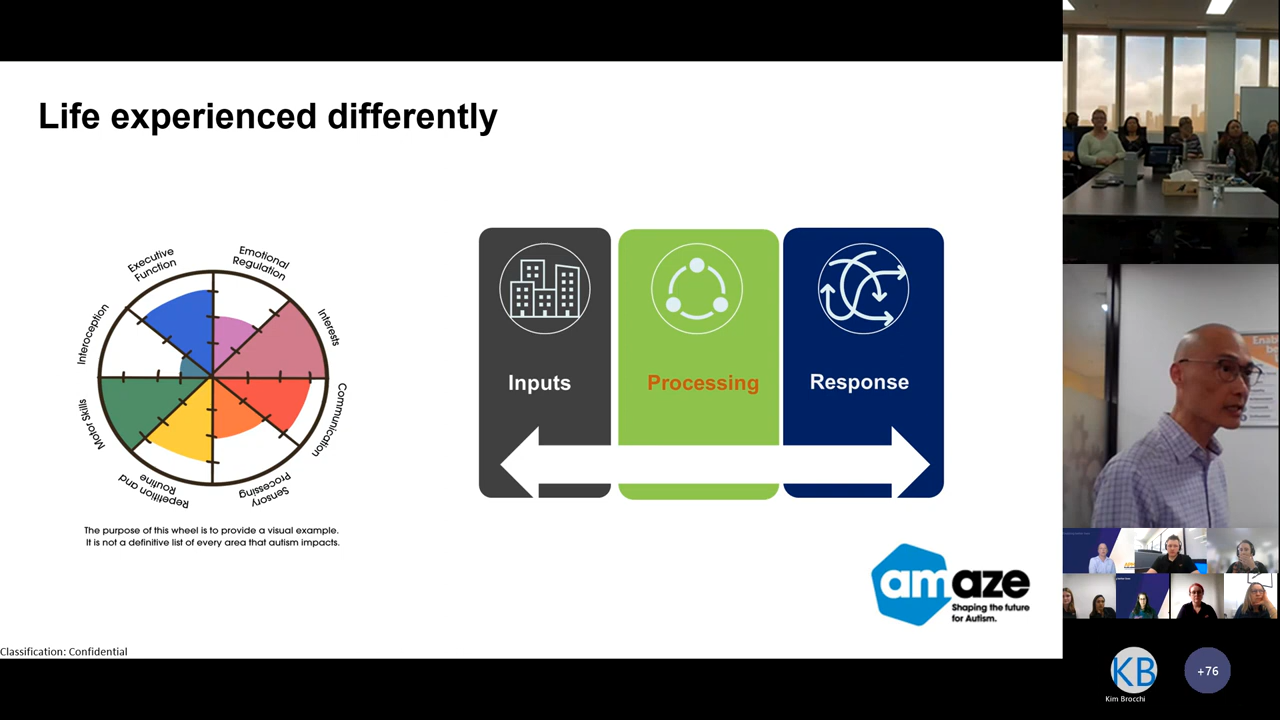 Life experienced differently
Executive
Function
Emotional
Regulation
Interests
Communication
Sensory
Processing
Repetition and
Routine
Motor Skills
Interoception
The purpose of this wheel is to provide a visual example.
It is not a definitive list of every area that autism impacts.
Inputs
Processing
Response
amaze
Shaping the future
for Autism.
Classification: Confidential
KB
Kim Brocchi
+76